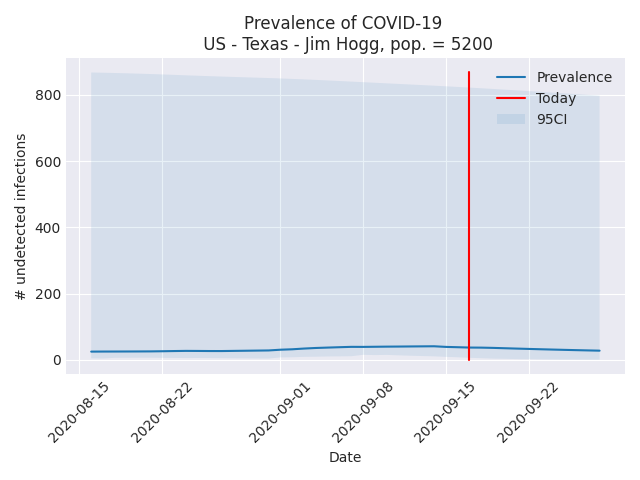 Prevalence of COVID-19
US - Texas - Jim Hogg, pop. = 5200
Prevalence
Today
95CI
# undetected infections
800
600
400
200
0
2020-08-15
2020-08-22
2020-09-01
2020-09-08
2020-09-15
2020-09-22
Date